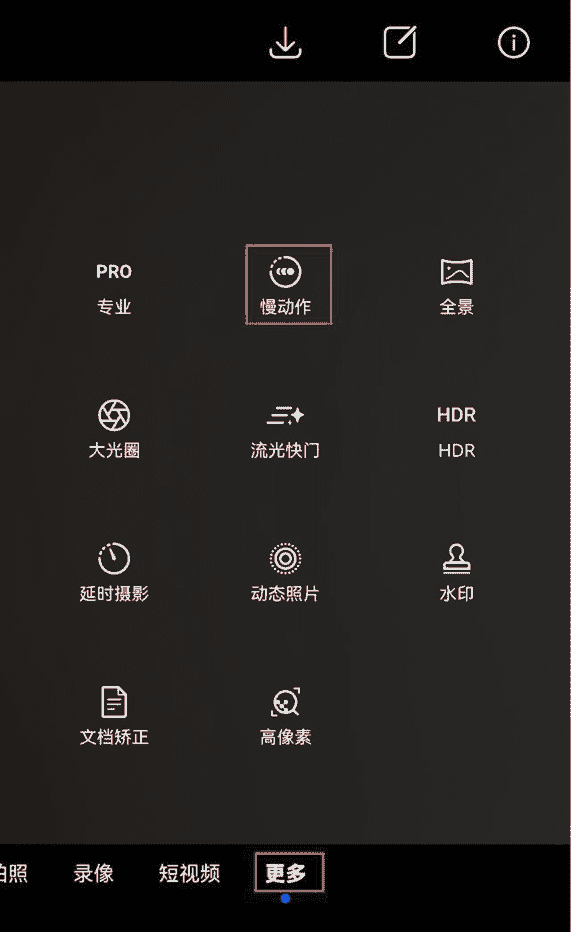 PRO
专业
慢动作
全景
大光圈
流光快门
HDR
HDR
延时摄影
动态照片
水印
文档矫正
高像素
拍照
录像
短视频
更多